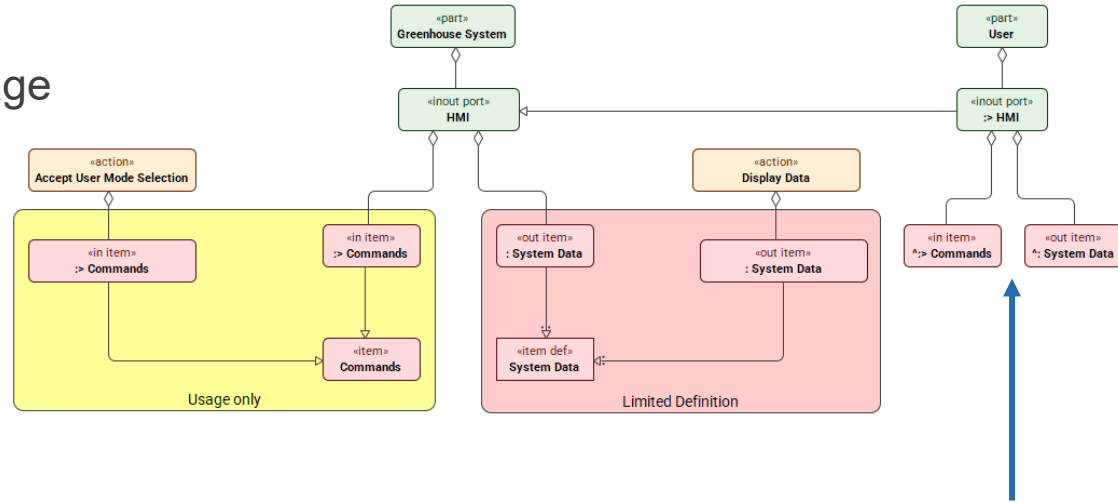 «part»
Greenhouse System
«part»
User
ge
«inout port»
HMI
«inout port»
:> HMI
«action»
Accept User Mode Selection
«action»
Display Data
«in item»
:> Commands
«in item»
:> Commands
«out item»
: System Data
«out item»
: System Data
«in item»
^:> Commands
«out item»
^: System Data
«item»
Commands
«item def»
System Data
Usage only
Limited Definition